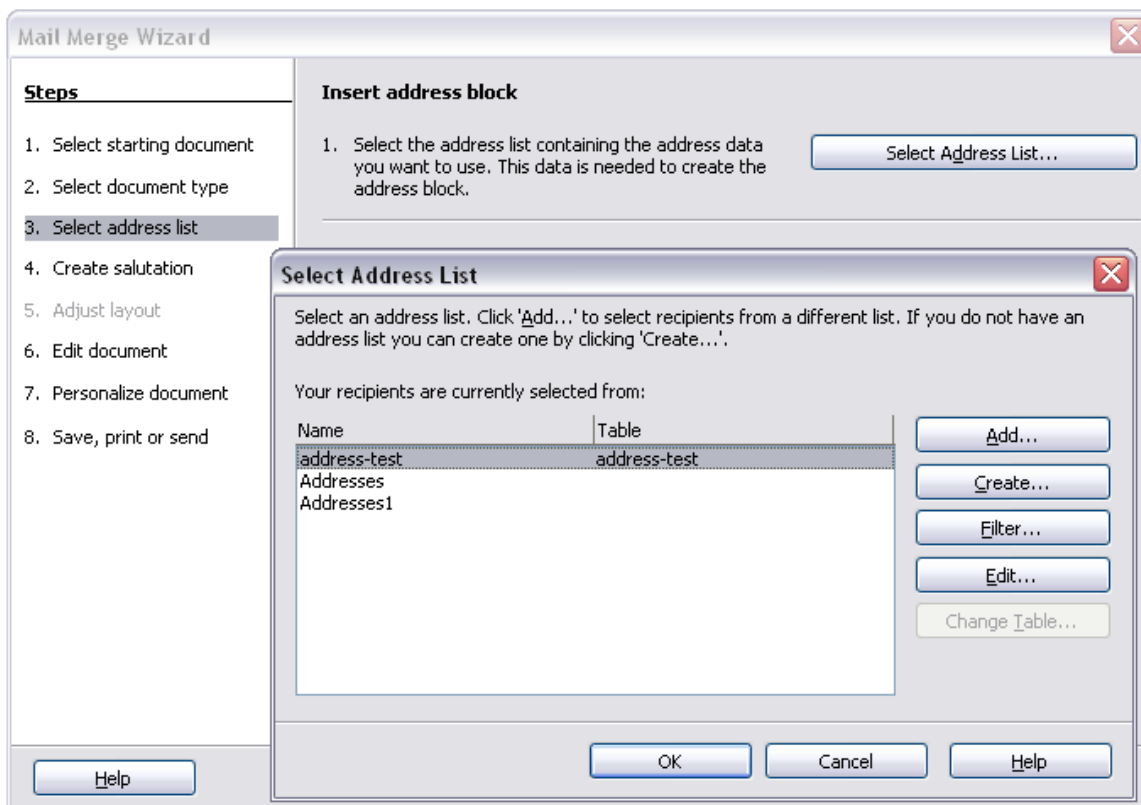 Mail Merge Wizard
Steps
1. Select starting document
2. Select document type
3. Select address list
4. Create salutation
5. Adjust layout
6. Edit document
7. Personalize document
8. Save, print or send
Help
Insert address block
1. Select the address list containing the address data
you want to use. This data is needed to create the
address block.
Select Address List...
Select Address List
Select an address list. Click 'Add...' to select recipients from a different list. If you do not have an
address list you can create one by clicking 'Create...'.
Your recipients are currently selected from:
Name Table
address-test address-test
Addresses
Addresses1
Add...
Create...
Filter...
Edit...
Change Table...
OK Cancel Help